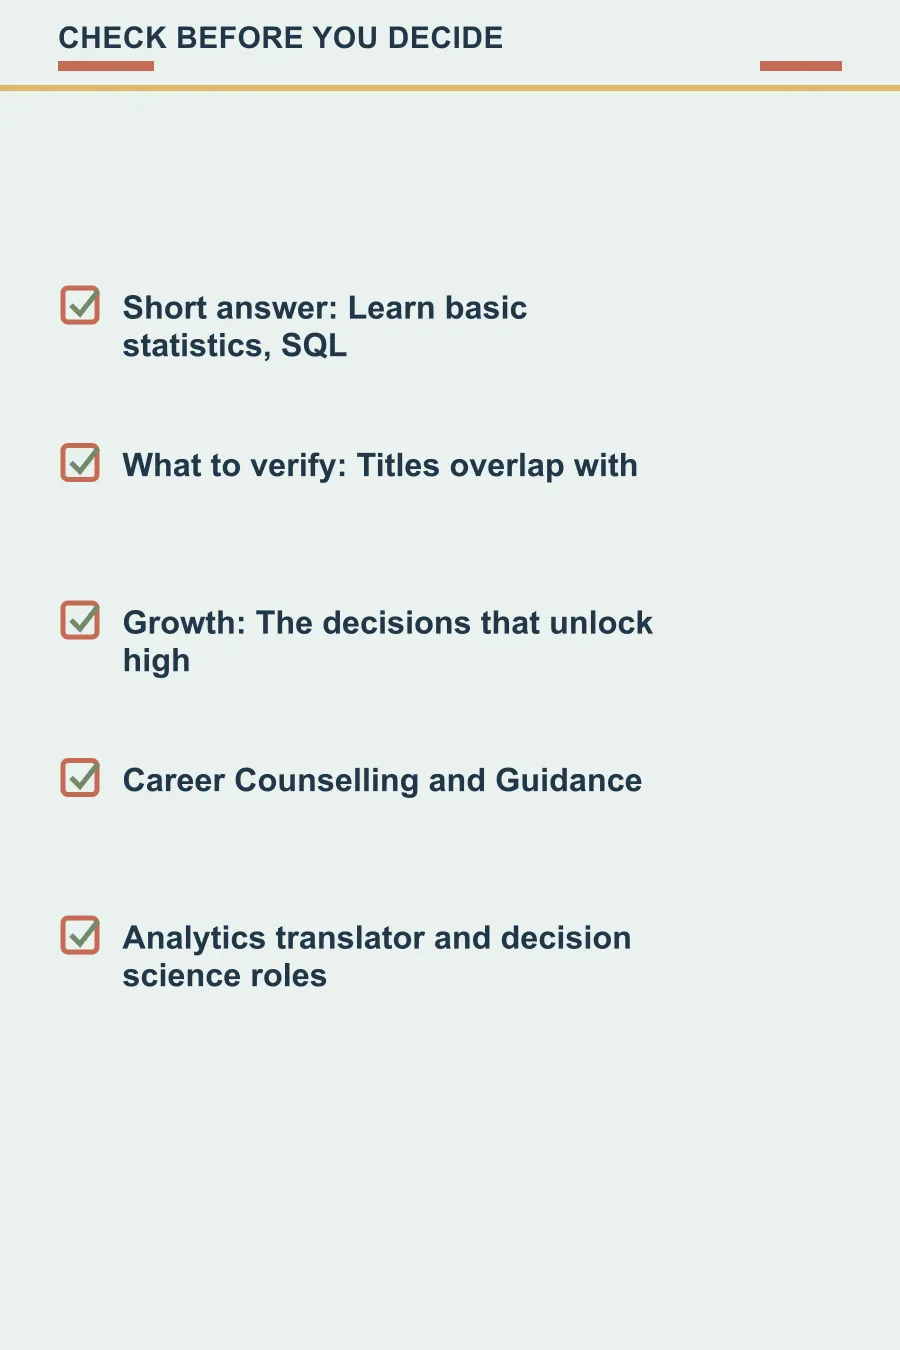 CHECK BEFORE YOU DECIDE
Short answer: Learn basic
statistics, SQL
What to verify: Titles overlap with
Growth: The decisions that unlock
high
Career Counselling and Guidance
Analytics translator and decision
science roles